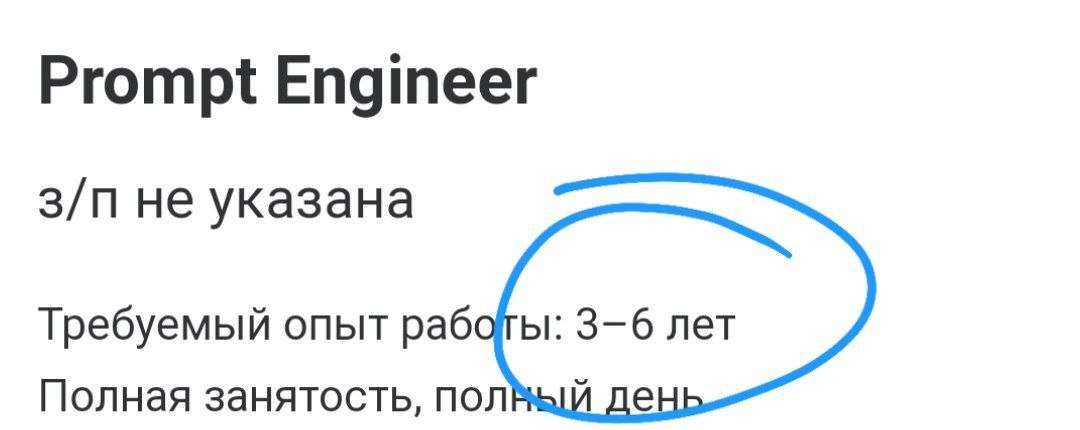 Prompt Engineer
з/п не указана
Требуемый опыт работы: 3–6 лет
Полная занятость, полный день